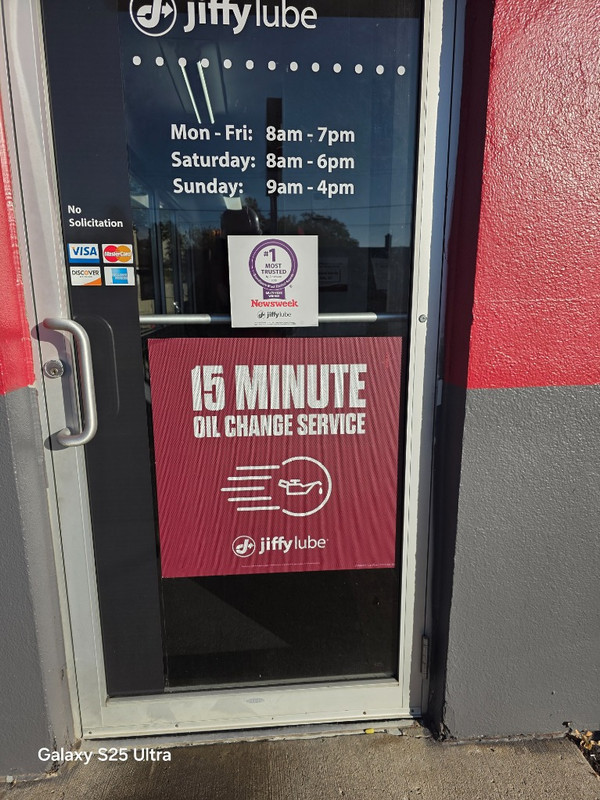 jiffy lube
Mon - Fri: 8am - 7pm
Saturday: 8am - 6pm
Sunday: 9am - 4pm
No
Solicitation
VISA MasterCard
DISCOVER
#1
MOST
TRUSTED
Newsweek
jiffy lube
15 MINUTE
OIL CHANGE SERVICE
jiffy lube
Galaxy S25 Ultra